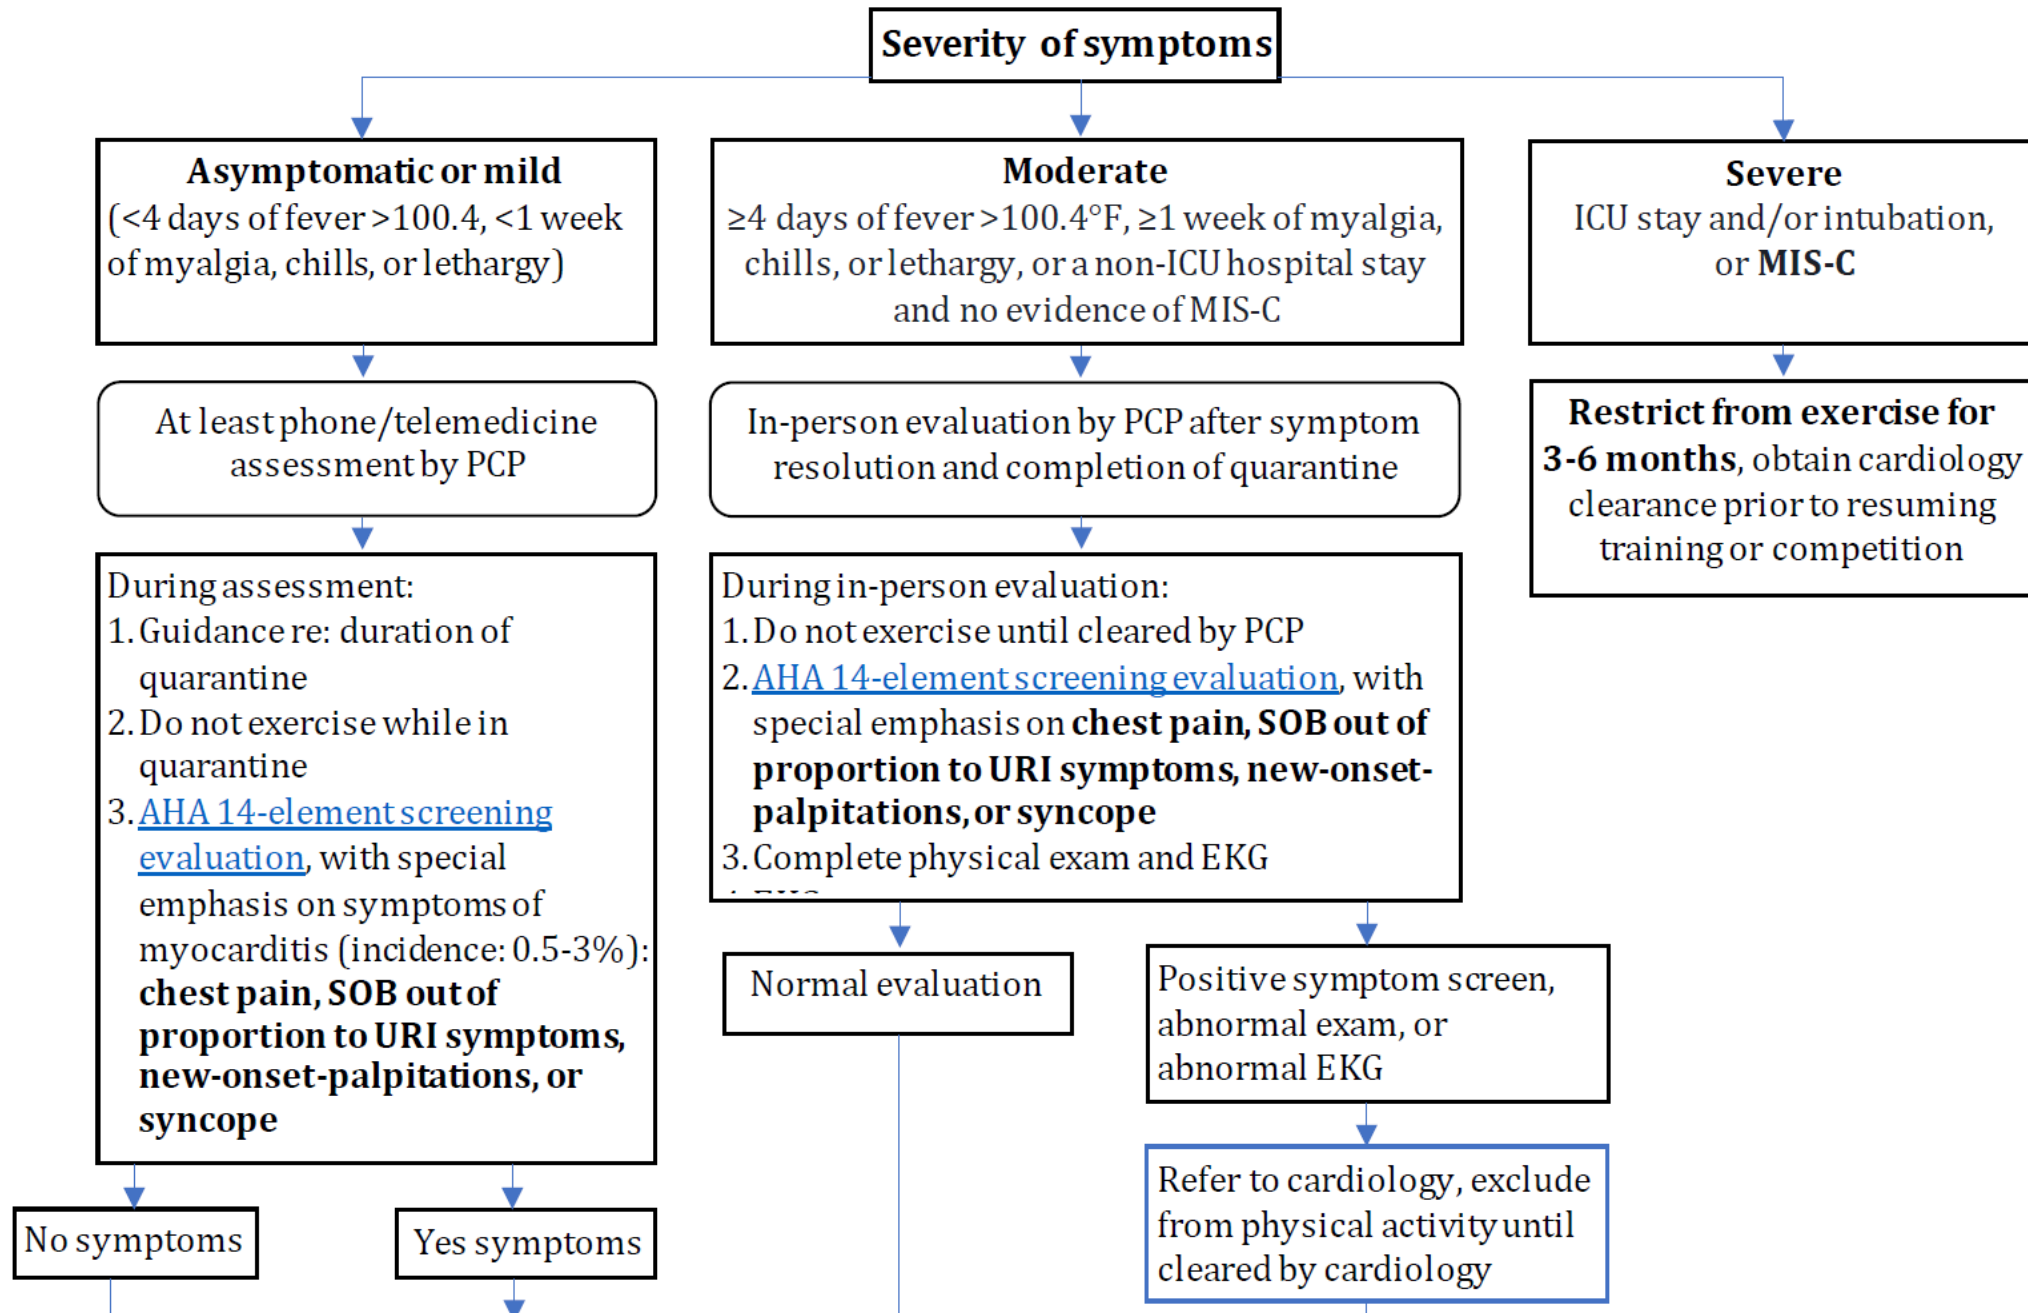 Severity of symptoms
Asymptomatic or mild
(<4 days of fever >100.4, <1 week
of myalgia, chills, or lethargy)
Moderate
≥4 days of fever >100.4°F, ≥1 week of myalgia,
chills, or lethargy, or a non-ICU hospital stay
and no evidence of MIS-C
Severe
ICU stay and/or intubation,
or MIS-C
At least phone/telemedicine
assessment by PCP
In-person evaluation by PCP after symptom
resolution and completion of quarantine
Restrict from exercise for
3-6 months, obtain cardiology
clearance prior to resuming
training or competition
During assessment:
1. Guidance re: duration of
quarantine
2. Do not exercise while in
quarantine
3. AHA 14-element screening
evaluation, with special
emphasis on symptoms of
myocarditis (incidence: 0.5-3%):
chest pain, SOB out of
proportion to URI symptoms,
new-onset-palpitations, or
syncope
During in-person evaluation:
1. Do not exercise until cleared by PCP
2. AHA 14-element screening evaluation, with
special emphasis on chest pain, SOB out of
proportion to URI symptoms, new-onset-
palpitations, or syncope
3. Complete physical exam and EKG
Normal evaluation
Positive symptom screen,
abnormal exam, or
abnormal EKG
No symptoms
Yes symptoms
Refer to cardiology, exclude
from physical activity until
cleared by cardiology